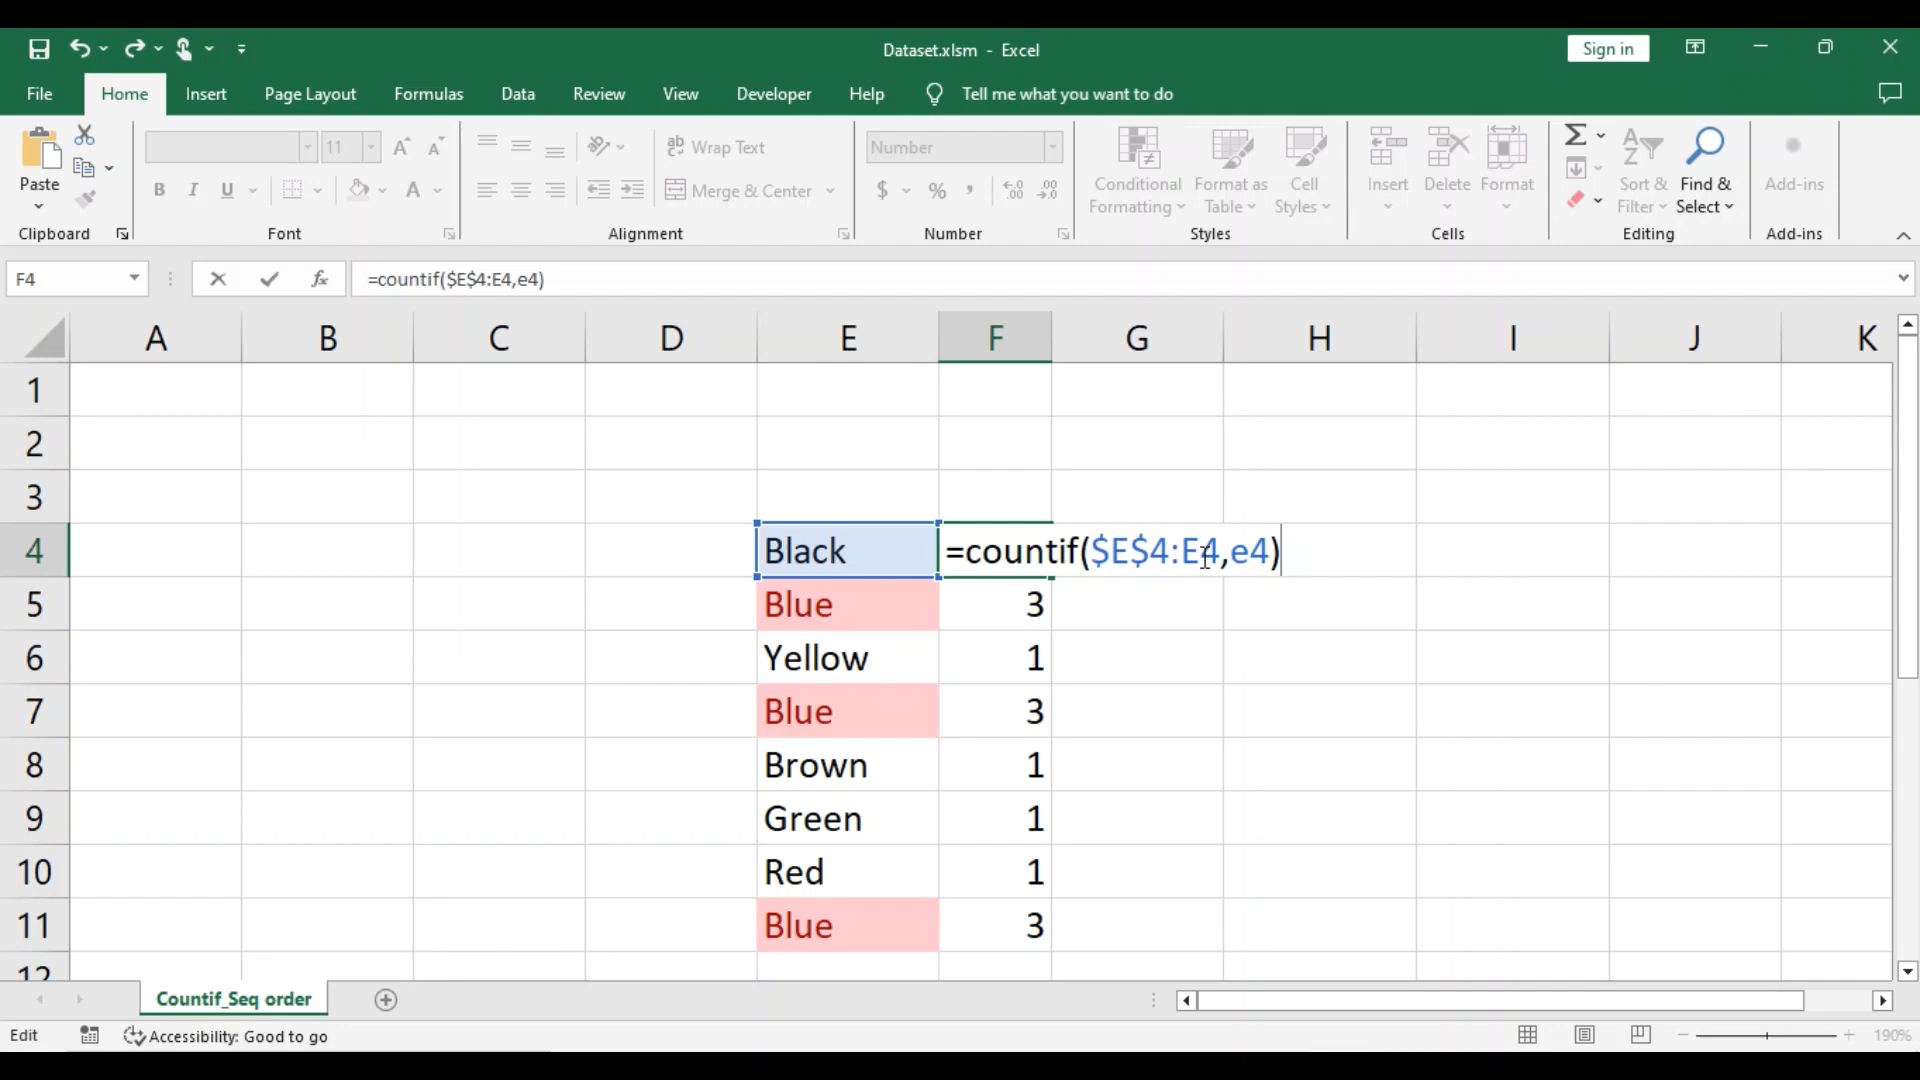 Dataset.xlsm - Excel
Sign in
File Home Insert Page Layout Formulas Data Review View Developer Help Tell me what you want to do
Paste
Clipboard
11
A A
B I U A
Font
ab Wrap Text
Merge & Center
Alignment
Number
$ % ,
Number
Conditional Formatting
Format as Table
Cell Styles
Styles
Insert
Delete
Format
Cells
Σ
Sort & Filter
Find & Select
Editing
Add-ins
Add-ins
F4
fx
=countif($E$4:E4,e4)
A B C D E F G H I J K
1
2
3
4 Black =countif($E$4:E4,e4)
5 Blue 3
6 Yellow 1
7 Blue 3
8 Brown 1
9 Green 1
10 Red 1
11 Blue 3
12
Countif_Seq order
Edit Accessibility: Good to go 190%